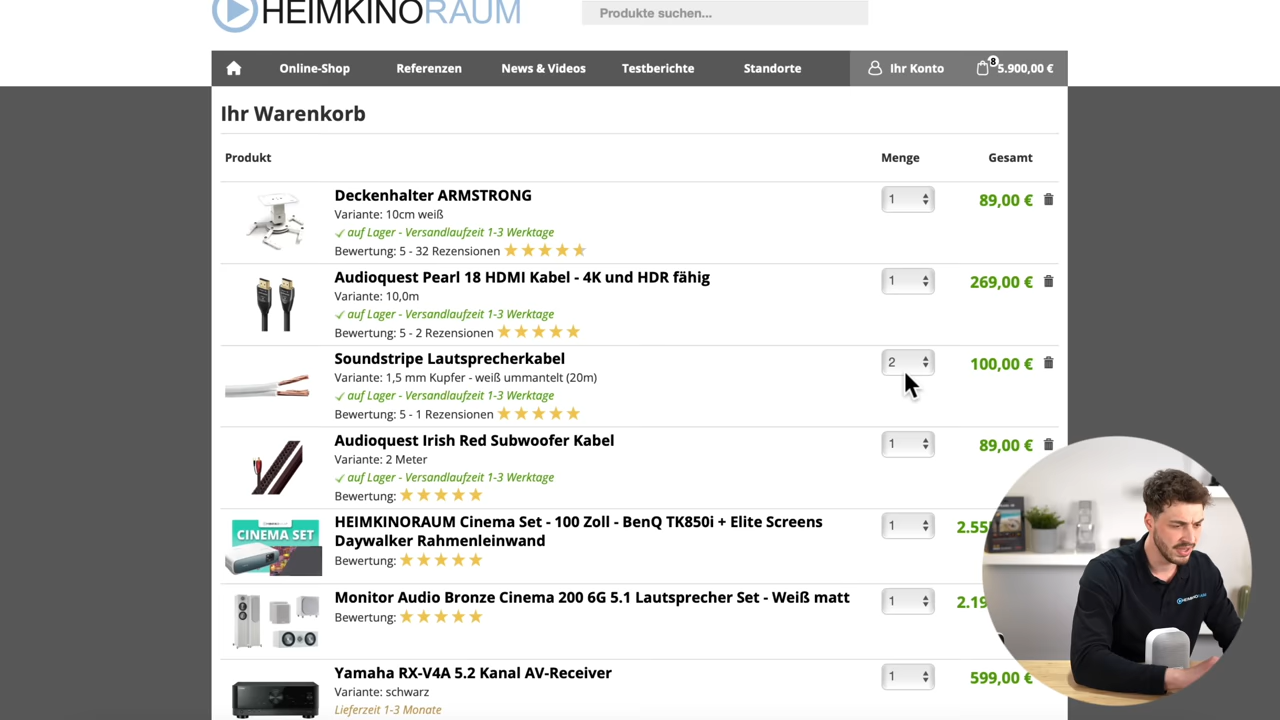 HEIMKINORAUM
Produkte suchen...
Online-Shop
Referenzen
News & Videos
Testberichte
Standorte
Ihr Konto
8
5.900,00 €
Ihr Warenkorb
Produkt
Menge
Gesamt
Deckenhalter ARMSTRONG
1
89,00 €
Variante: 10cm weiß
auf Lager - Versandlaufzeit 1-3 Werktage
Bewertung: 5 - 32 Rezensionen
Audioquest Pearl 18 HDMI Kabel - 4K und HDR fähig
1
269,00 €
Variante: 10,0m
auf Lager - Versandlaufzeit 1-3 Werktage
Bewertung: 5 - 2 Rezensionen
Soundstripe Lautsprecherkabel
2
100,00 €
Variante: 1,5 mm Kupfer - weiß ummantelt (20m)
auf Lager - Versandlaufzeit 1-3 Werktage
Bewertung: 5 - 1 Rezensionen
Audioquest Irish Red Subwoofer Kabel
1
89,00 €
Variante: 2 Meter
auf Lager - Versandlaufzeit 1-3 Werktage
Bewertung:
CINEMA SET
HEIMKINORAUM Cinema Set - 100 Zoll - BenQ TK850i + Elite Screens
Daywalker Rahmenleinwand
1
Bewertung:
Monitor Audio Bronze Cinema 200 6G 5.1 Lautsprecher Set - Weiß matt
1
Bewertung:
Yamaha RX-V4A 5.2 Kanal AV-Receiver
1
599,00 €
Variante: schwarz
Lieferzeit 1-3 Monate
HEIMKINORAUM